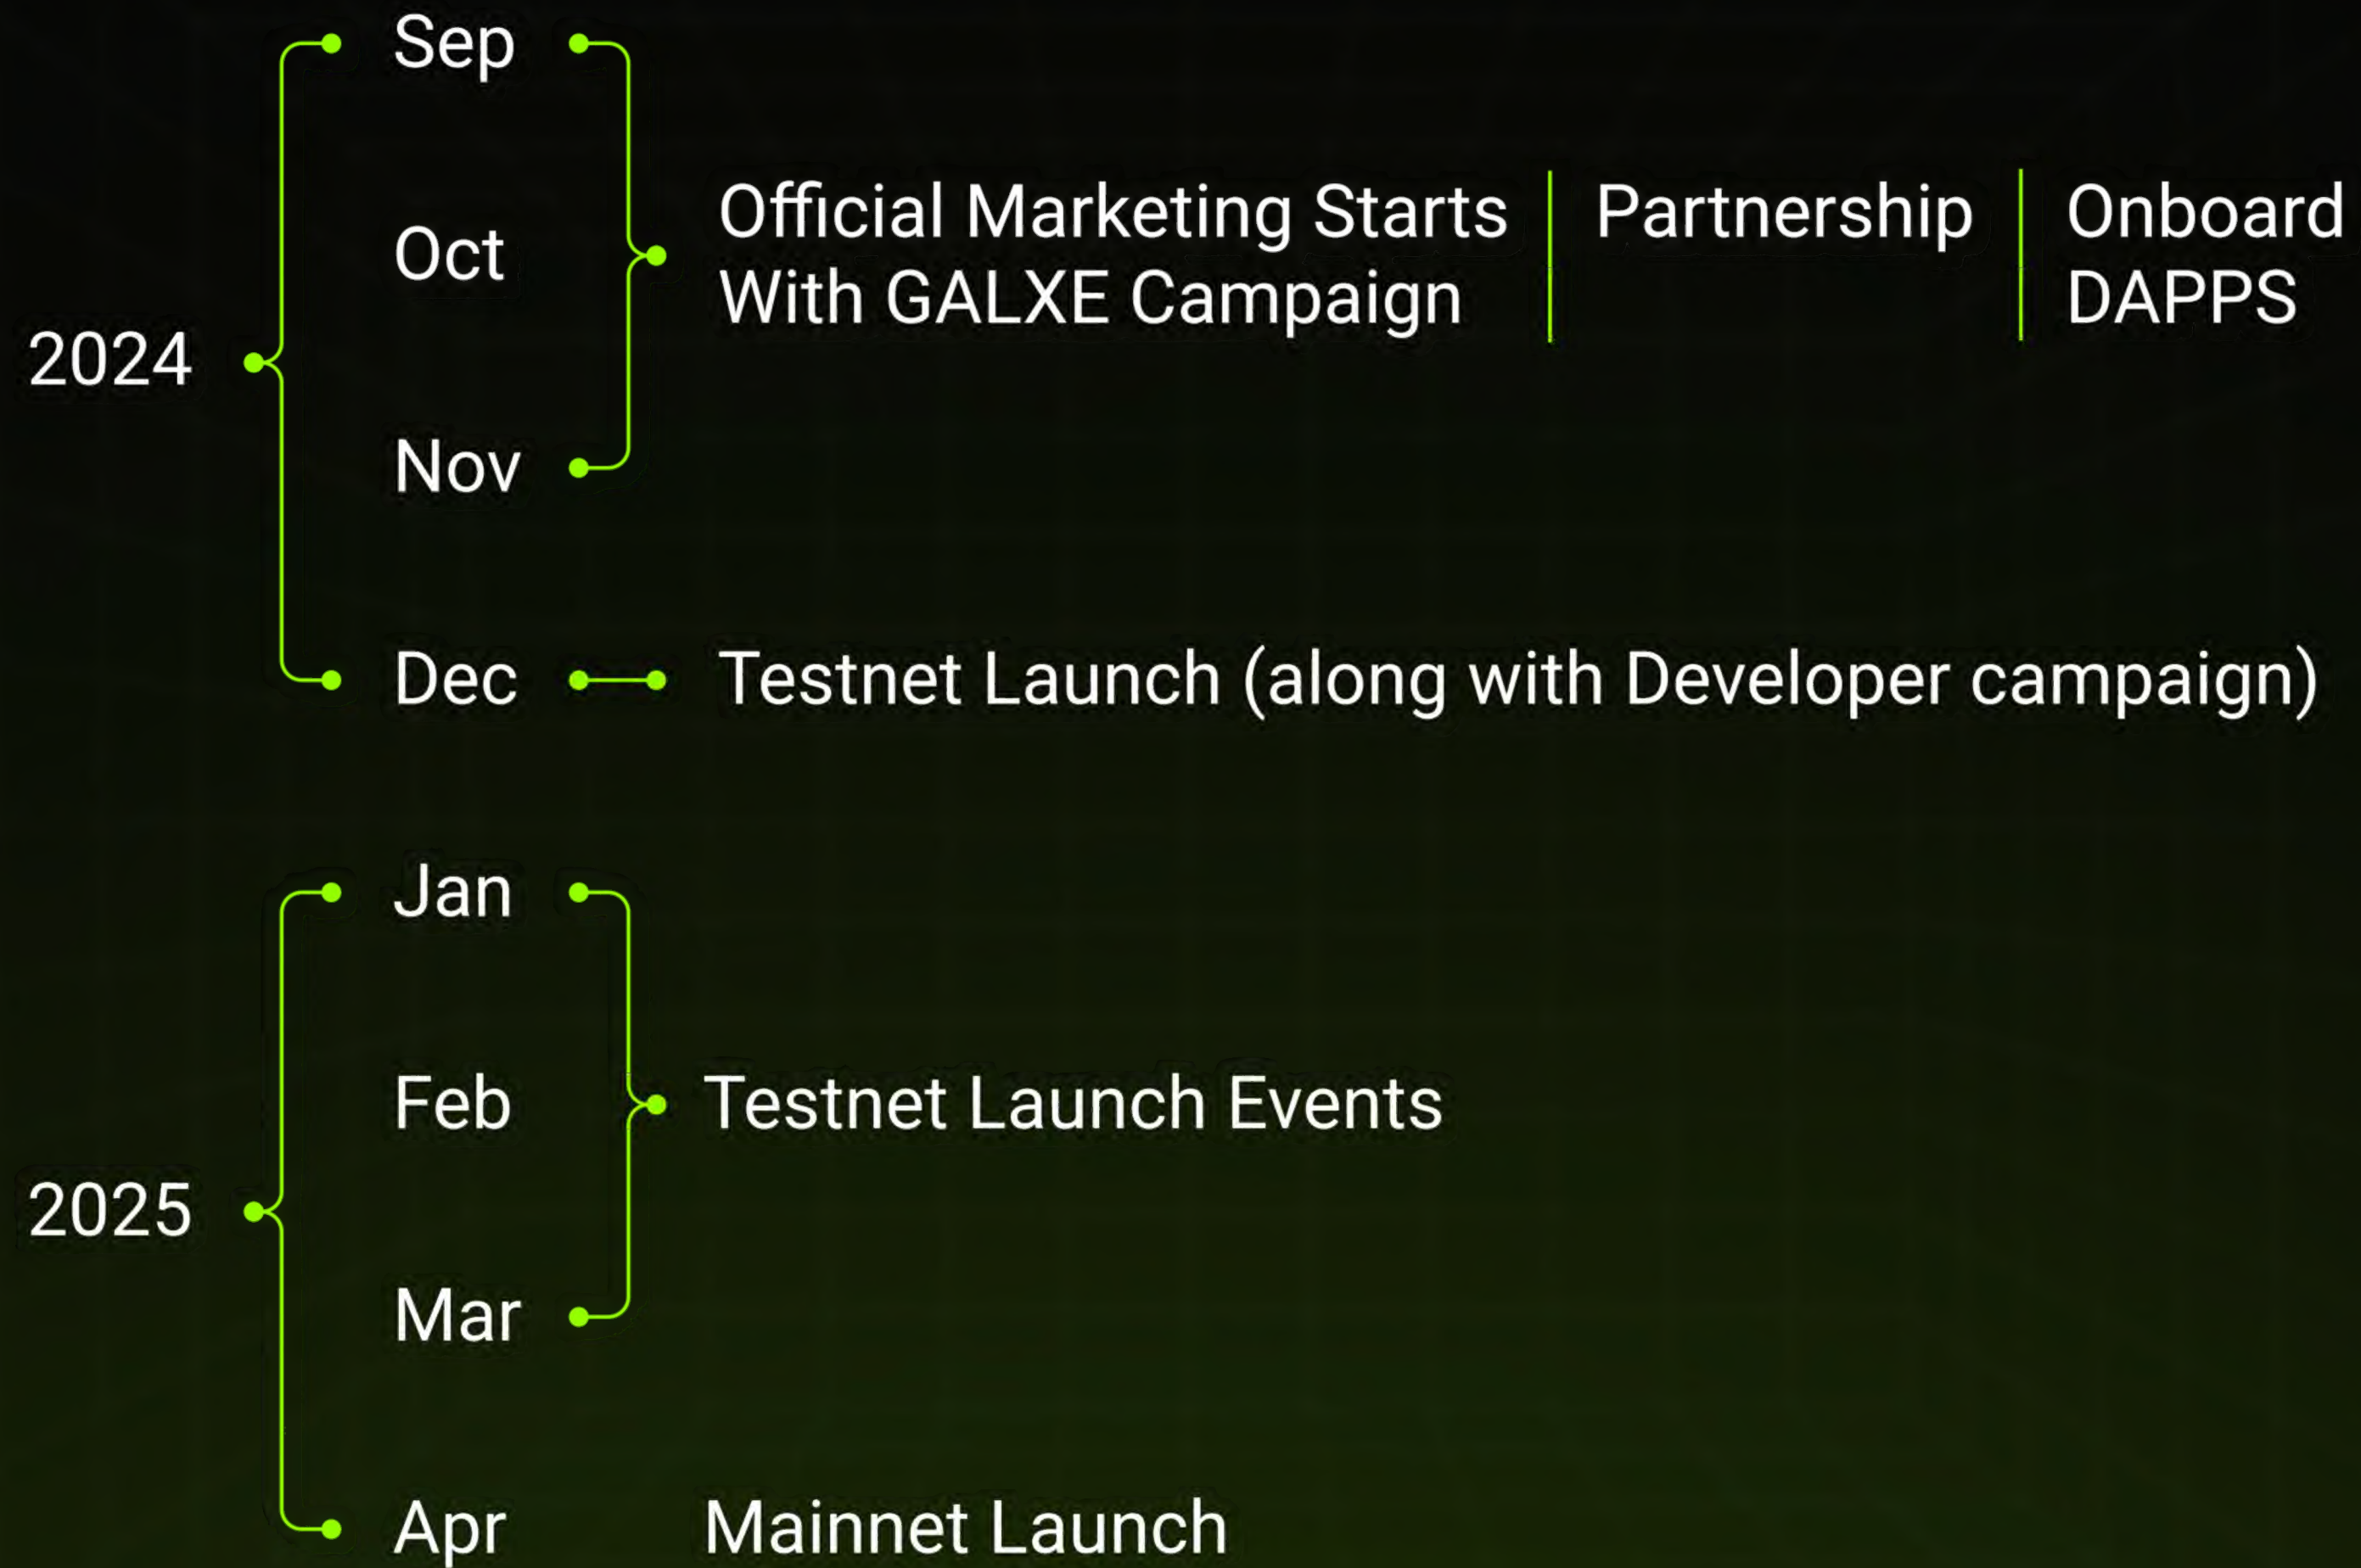 Sep
Oct
Official Marketing Starts
With GALXE Campaign
Partnership
Onboard
DAPPS
2024
Nov
Dec
Testnet Launch (along with Developer campaign)
Jan
Feb
Testnet Launch Events
2025
Mar
Apr
Mainnet Launch